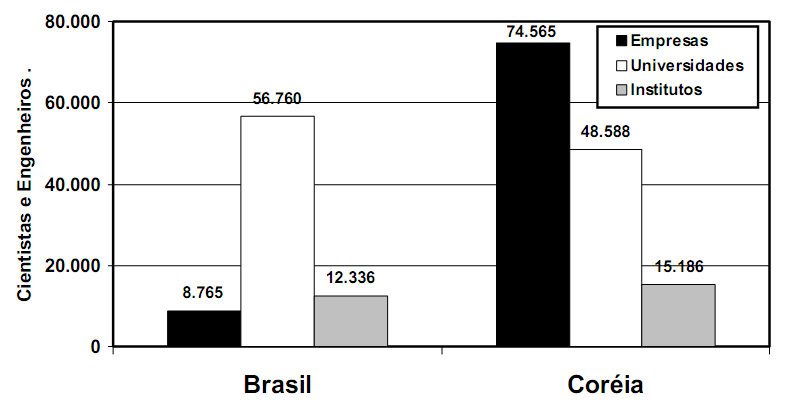 80.000
60.000
40.000
20.000
0
Cientistas e Engenheiros .
74.565
Empresas
Universidades
Institutos
56.760
48.588
8.765
12.336
15.186
Brasil
Coréia